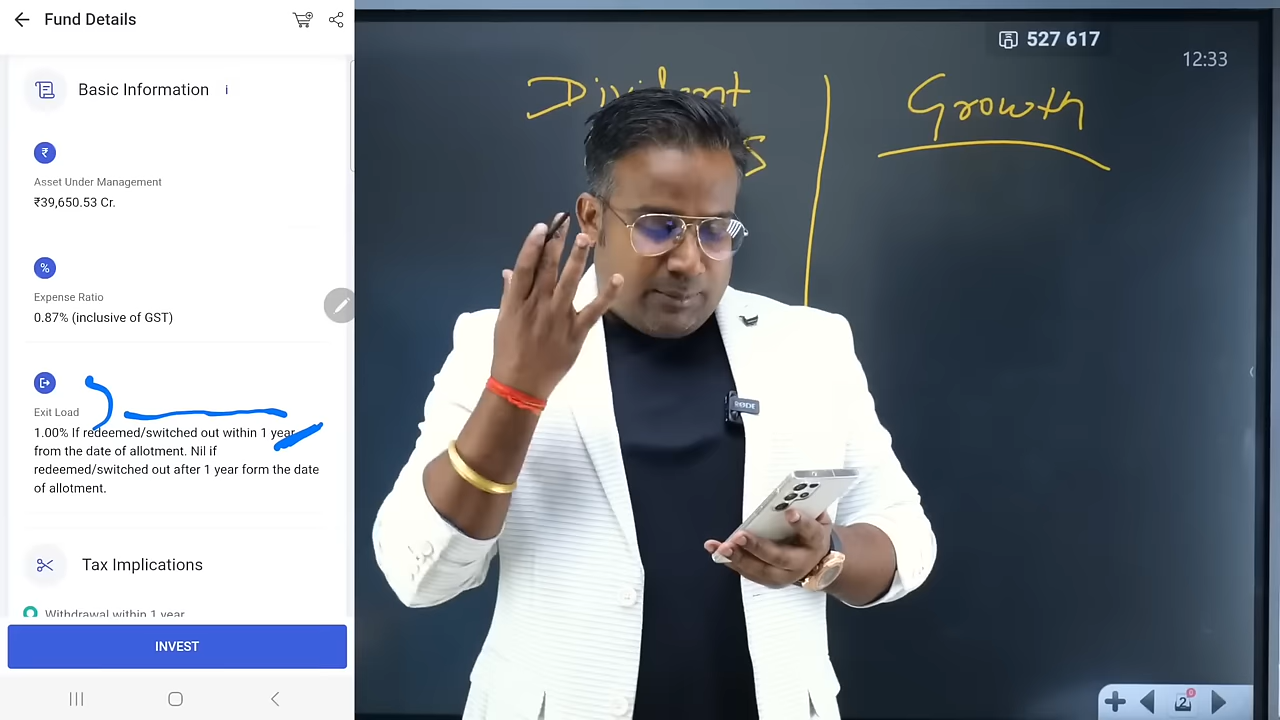 Fund Details
Basic Information i
₹
Asset Under Management
₹39,650.53 Cr.
%
Expense Ratio
0.87% (inclusive of GST)
Exit Load
1.00% If redeemed/switched out within 1 year
from the date of allotment. Nil if
redeemed/switched out after 1 year form the date
of allotment.
Tax Implications
Withdrawal within 1 year
INVEST
527 617
12:33
Growth
RODE
2
0